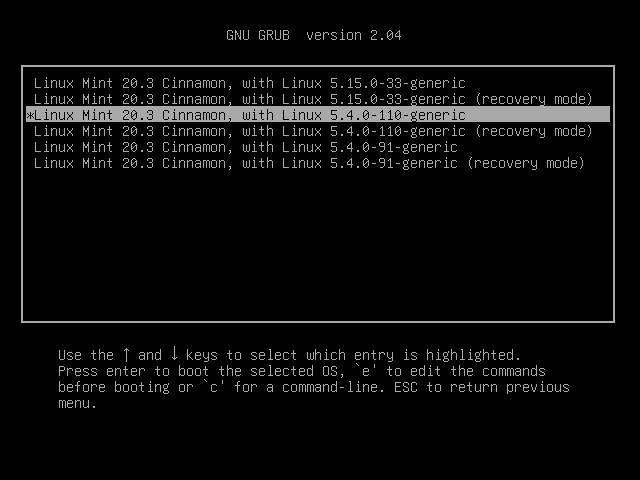 GNU GRUB  version 2.04
Linux Mint 20.3 Cinnamon, with Linux 5.15.0-33-generic
Linux Mint 20.3 Cinnamon, with Linux 5.15.0-33-generic (recovery mode)
*Linux Mint 20.3 Cinnamon, with Linux 5.4.0-110-generic
Linux Mint 20.3 Cinnamon, with Linux 5.4.0-110-generic (recovery mode)
Linux Mint 20.3 Cinnamon, with Linux 5.4.0-91-generic
Linux Mint 20.3 Cinnamon, with Linux 5.4.0-91-generic (recovery mode)
Use the ↑ and ↓ keys to select which entry is highlighted.
Press enter to boot the selected OS, `e' to edit the commands
before booting or `c' for a command-line. ESC to return previous
menu.